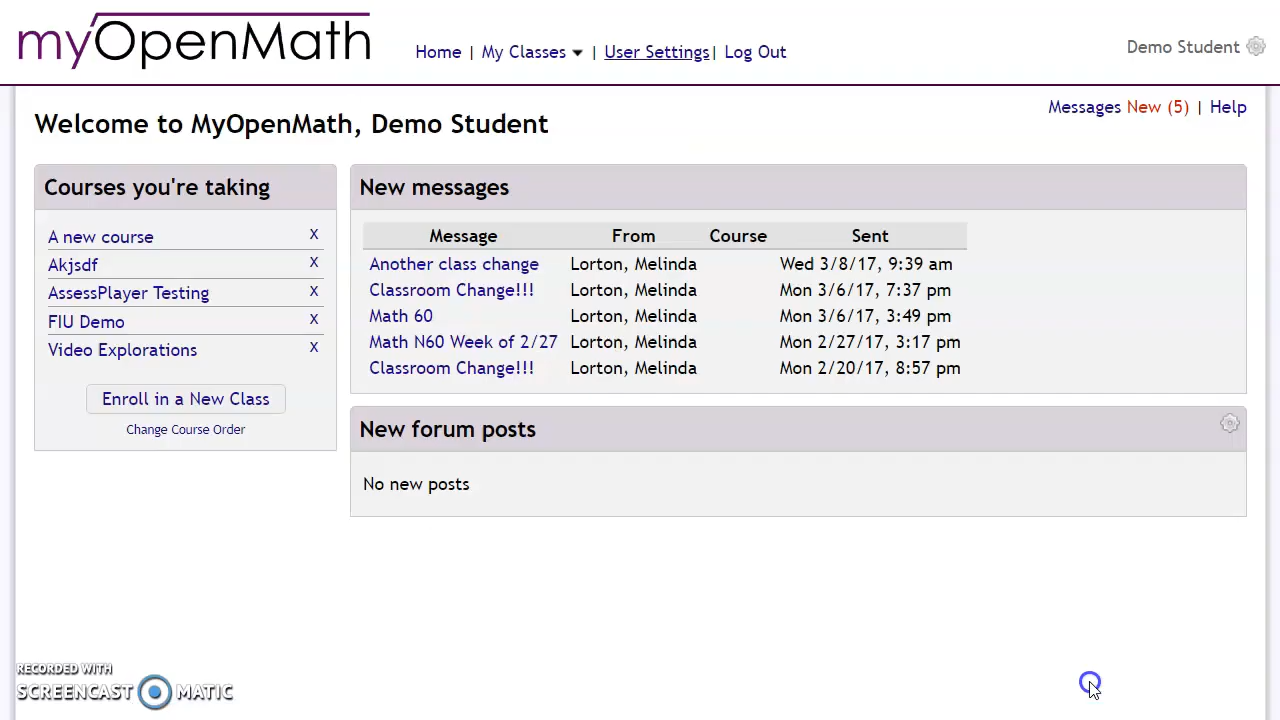 myOpenMath
Home | My Classes | User Settings | Log Out
Demo Student
Messages New (5) | Help
Welcome to MyOpenMath, Demo Student
Courses you're taking
A new course x
Akjsdf x
AssessPlayer Testing x
FIU Demo x
Video Explorations x
Enroll in a New Class
Change Course Order
New messages
Message From Course Sent
Another class change Lorton, Melinda Wed 3/8/17, 9:39 am
Classroom Change!!! Lorton, Melinda Mon 3/6/17, 7:37 pm
Math 60 Lorton, Melinda Mon 3/6/17, 3:49 pm
Math N60 Week of 2/27 Lorton, Melinda Mon 2/27/17, 3:17 pm
Classroom Change!!! Lorton, Melinda Mon 2/20/17, 8:57 pm
New forum posts
No new posts
RECORDED WITH
SCREENCAST MATIC